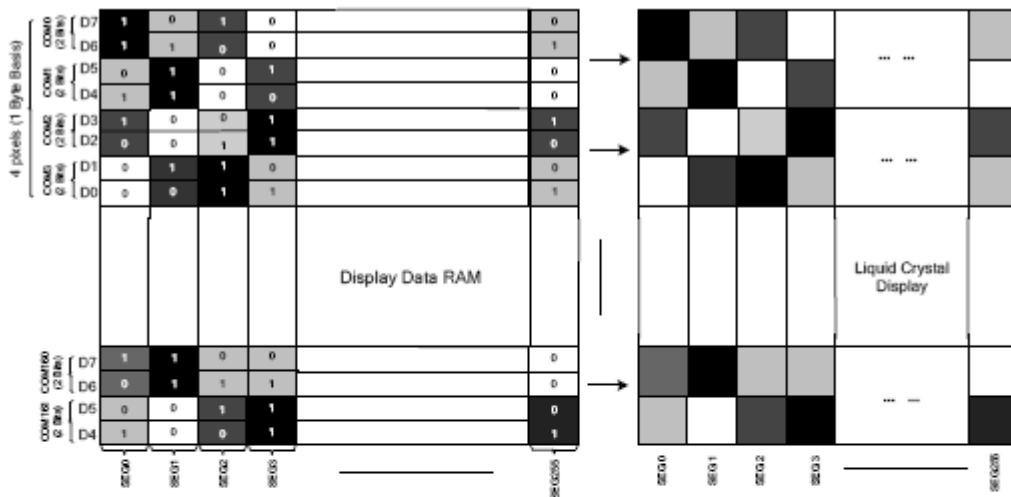 4 pixels (1 Byte Basis)
COM0 (2 Bits)
D7 1 0 1 0 0
D6 1 1 0 0 1
COM1 (2 Bits)
D5 0 1 0 1 0
D4 1 1 0 0 0
COM2 (2 Bits)
D3 1 0 0 1 1
D2 0 0 1 1 0
COM3 (2 Bits)
D1 0 1 1 0 0
D0 0 0 1 1 1
... ...
... ...
Display Data RAM
Liquid Crystal
Display
COM160 (2 Bits)
D7 1 1 0 0 0
D6 0 1 1 1 0
COM161 (2 Bits)
D5 0 0 1 1 0
D4 1 0 0 1 1
... ...
... ...
SEG0 SEG1 SEG2 SEG3 SEG255
SEG0 SEG1 SEG2 SEG3 SEG255